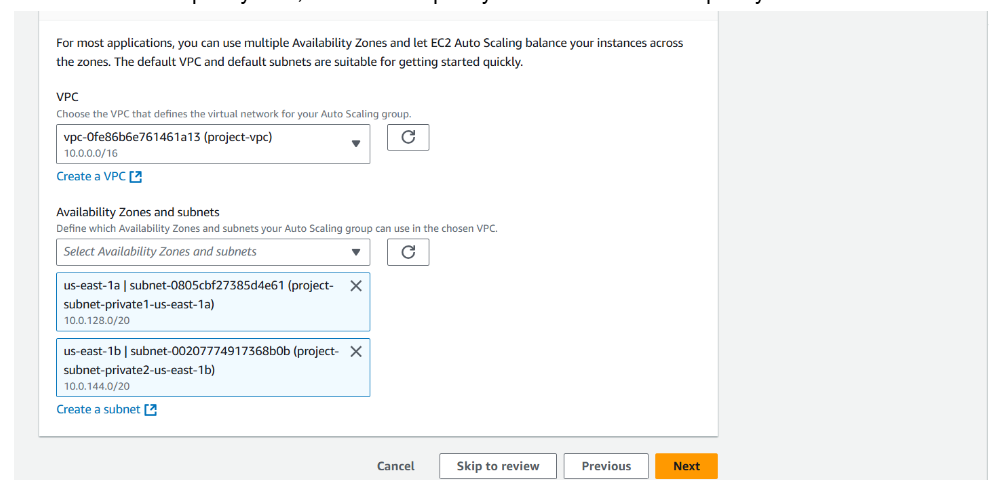 For most applications, you can use multiple Availability Zones and let EC2 Auto Scaling balance your instances across
the zones. The default VPC and default subnets are suitable for getting started quickly.
VPC
Choose the VPC that defines the virtual network for your Auto Scaling group.
vpc-0fe86b6e761461a13 (project-vpc)
10.0.0.0/16
Create a VPC
Availability Zones and subnets
Define which Availability Zones and subnets your Auto Scaling group can use in the chosen VPC.
Select Availability Zones and subnets
us-east-1a | subnet-0805cbf27385d4e61 (project-
subnet-private1-us-east-1a)
10.0.128.0/20
us-east-1b | subnet-00207774917368b0b (project-
subnet-private2-us-east-1b)
10.0.144.0/20
Create a subnet
Cancel
Skip to review
Previous
Next